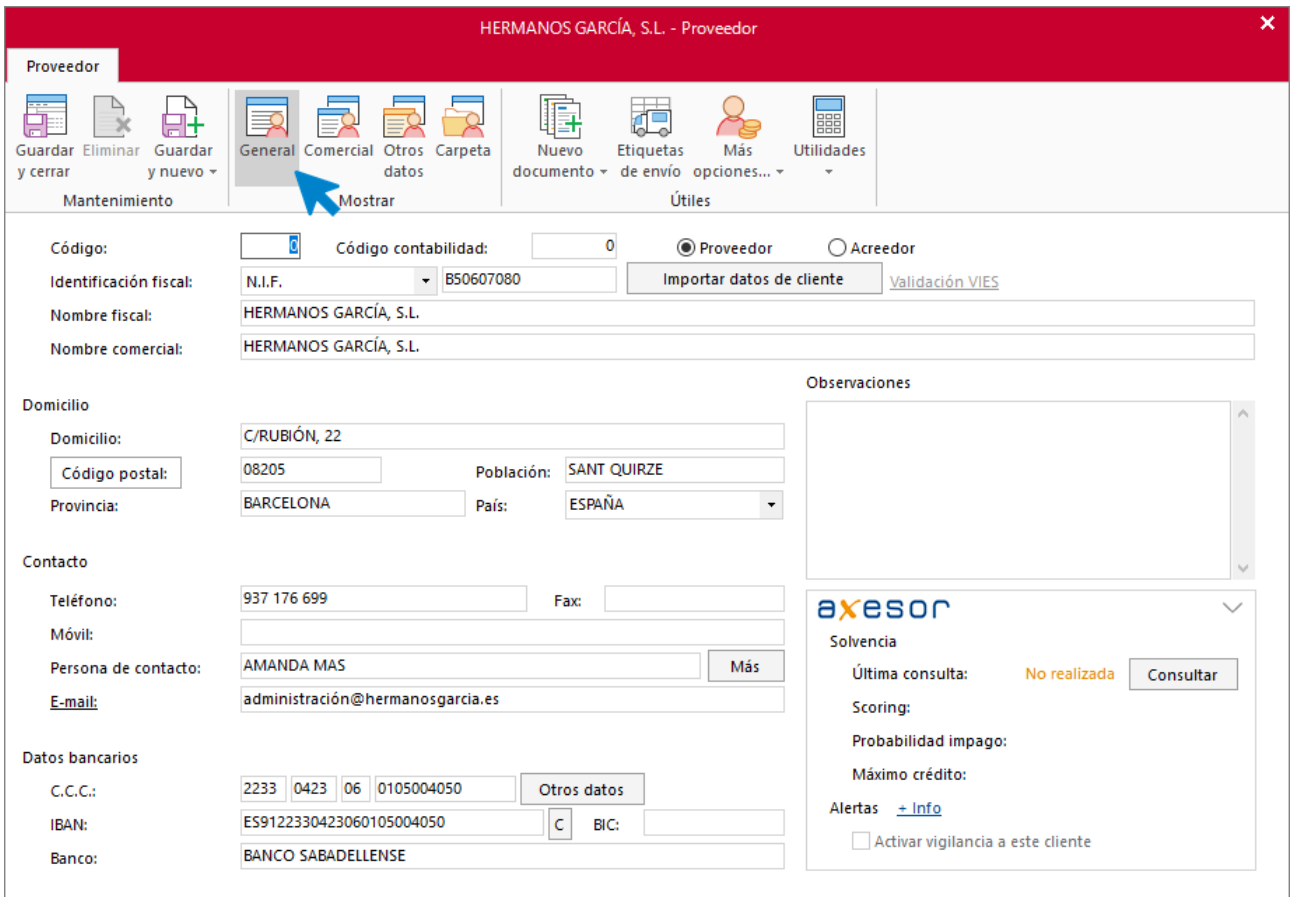 HERMANOS GARCÍA, S.L. - Proveedor
Proveedor
Guardar y cerrar
Eliminar
Guardar y nuevo
General
Comercial
Otros datos
Carpeta
Nuevo documento
Etiquetas de envío
Más opciones...
Utilidades
Mantenimiento
Mostrar
Útiles
Código: 0 Código contabilidad: 0 Proveedor Acreedor
Identificación fiscal: N.I.F. B50607080 Importar datos de cliente Validación VIES
Nombre fiscal: HERMANOS GARCÍA, S.L.
Nombre comercial: HERMANOS GARCÍA, S.L.
Domicilio
Domicilio: C/RUBIÓN, 22
Código postal: 08205 Población: SANT QUIRZE
Provincia: BARCELONA País: ESPAÑA
Contacto
Teléfono: 937 176 699 Fax:
Móvil:
Persona de contacto: AMANDA MAS Más
E-mail: administración@hermanosgarcia.es
Datos bancarios
C.C.C.: 2233 0423 06 0105004050 Otros datos
IBAN: ES9122330423060105004050 C BIC:
Banco: BANCO SABADELLENSE
Observaciones
axesor
Solvencia
Última consulta: No realizada Consultar
Scoring:
Probabilidad impago:
Máximo crédito:
Alertas + Info
Activar vigilancia a este cliente